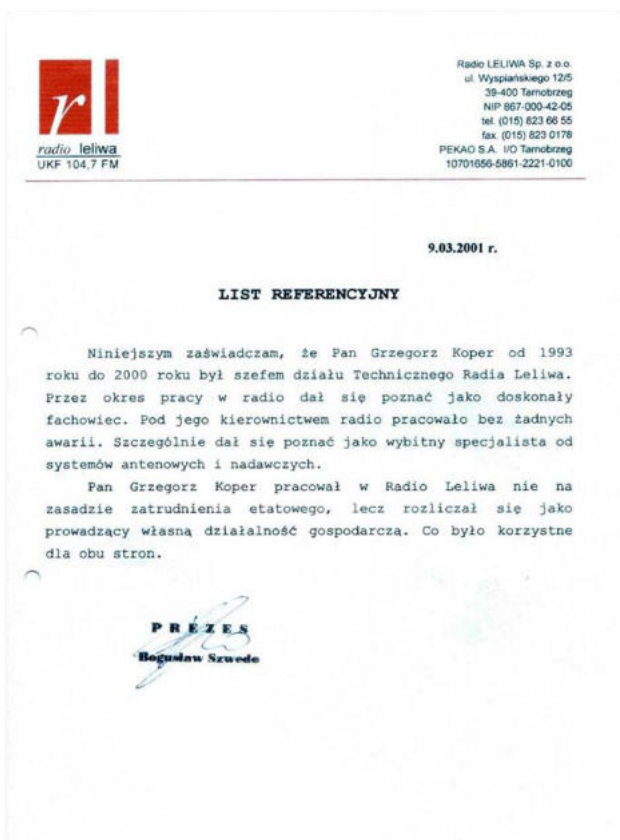 r
radio leliwa
UKF 104,7 FM
Radio LELIWA Sp. z o.o.
ul. Wyspiańskiego 12/5
39-400 Tarnobrzeg
NIP 867-000-42-05
tel. (015) 823 66 55
fax. (015) 823 0178
PEKAO S.A. I/O Tarnobrzeg
10701656-5861-2221-0100
9.03.2001 r.
LIST REFERENCYJNY
Niniejszym zaświadczam, że Pan Grzegorz Koper od 1993
roku do 2000 roku był szefem działu Technicznego Radia Leliwa.
Przez okres pracy w radio dał się poznać jako doskonały
fachowiec. Pod jego kierownictwem radio pracowało bez żadnych
awarii. Szczególnie dał się poznać jako wybitny specjalista od
systemów antenowych i nadawczych.
Pan Grzegorz Koper pracował w Radio Leliwa nie na
zasadzie zatrudnienia etatowego, lecz rozliczał się jako
prowadzący własną działalność gospodarczą. Co było korzystne
dla obu stron.
PREZES
Bogusław Szwedo